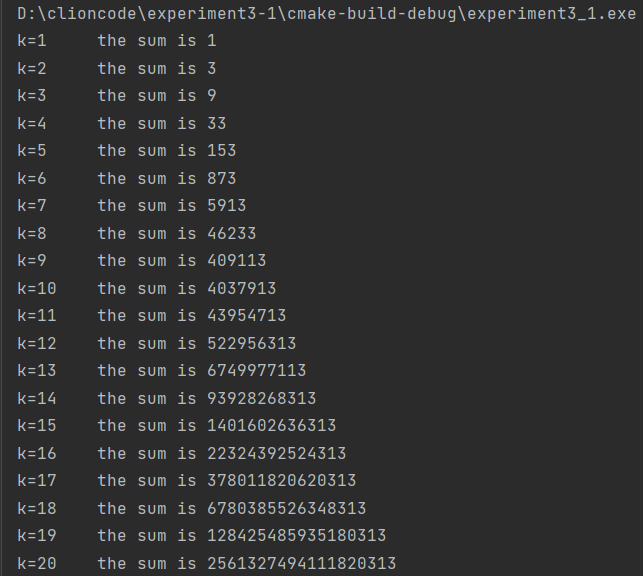 D:\clioncode\experiment3-1\cmake-build-debug\experiment3_1.exe
k=1     the sum is 1
k=2     the sum is 3
k=3     the sum is 9
k=4     the sum is 33
k=5     the sum is 153
k=6     the sum is 873
k=7     the sum is 5913
k=8     the sum is 46233
k=9     the sum is 409113
k=10    the sum is 4037913
k=11    the sum is 43954713
k=12    the sum is 522956313
k=13    the sum is 6749977113
k=14    the sum is 93928268313
k=15    the sum is 1401602636313
k=16    the sum is 22324392524313
k=17    the sum is 378011820620313
k=18    the sum is 6780385526348313
k=19    the sum is 128425485935180313
k=20    the sum is 2561327494111820313